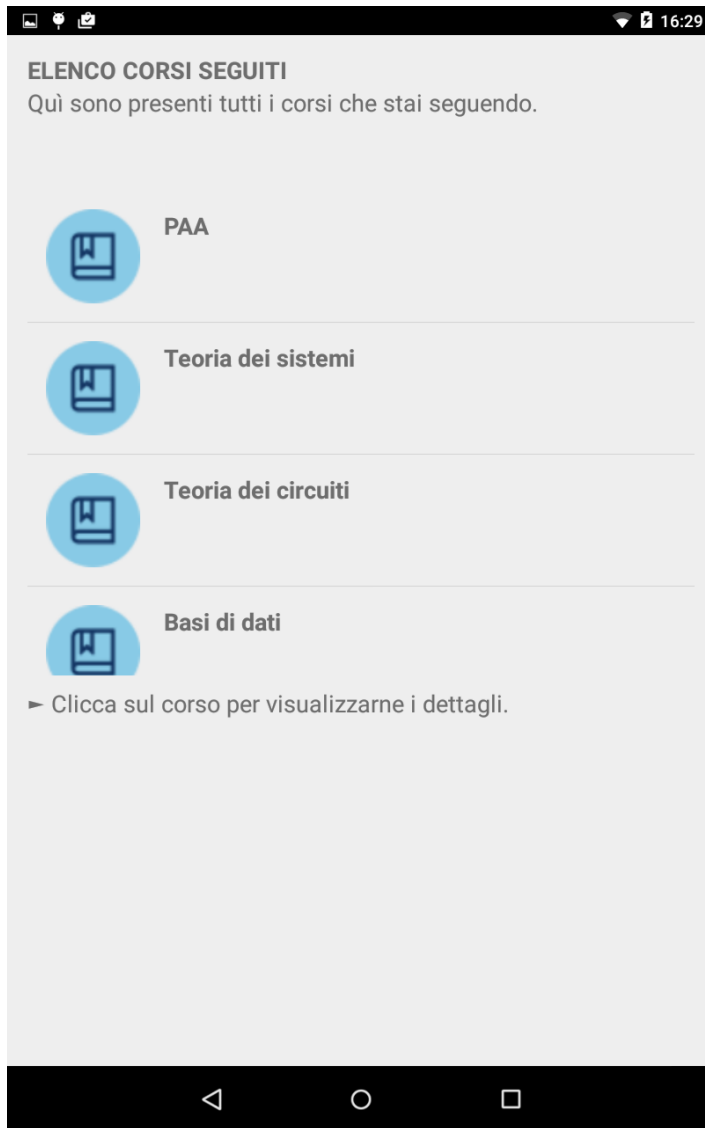 16:29
ELENCO CORSI SEGUITI
Quì sono presenti tutti i corsi che stai seguendo.
PAA
Teoria dei sistemi
Teoria dei circuiti
Basi di dati
► Clicca sul corso per visualizzarne i dettagli.